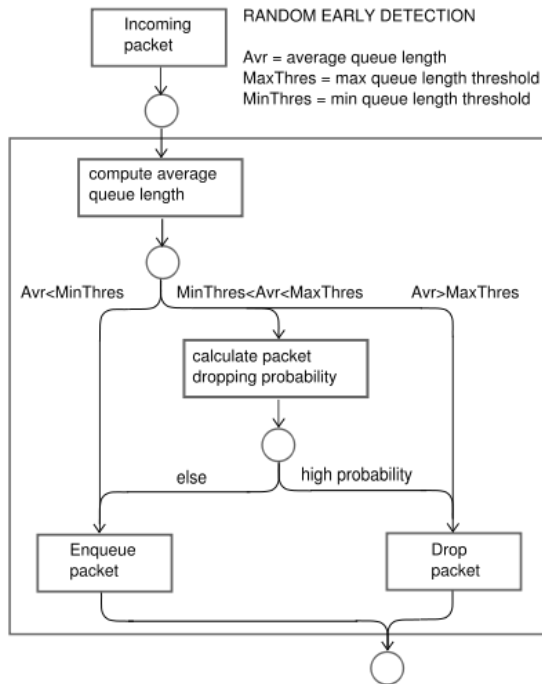 Incoming
packet
RANDOM EARLY DETECTION
Avr = average queue length
MaxThres = max queue length threshold
MinThres = min queue length threshold
compute average
queue length
Avr<MinThres
MinThres<Avr<MaxThres
Avr>MaxThres
calculate packet
dropping probability
else
high probability
Enqueue
packet
Drop
packet